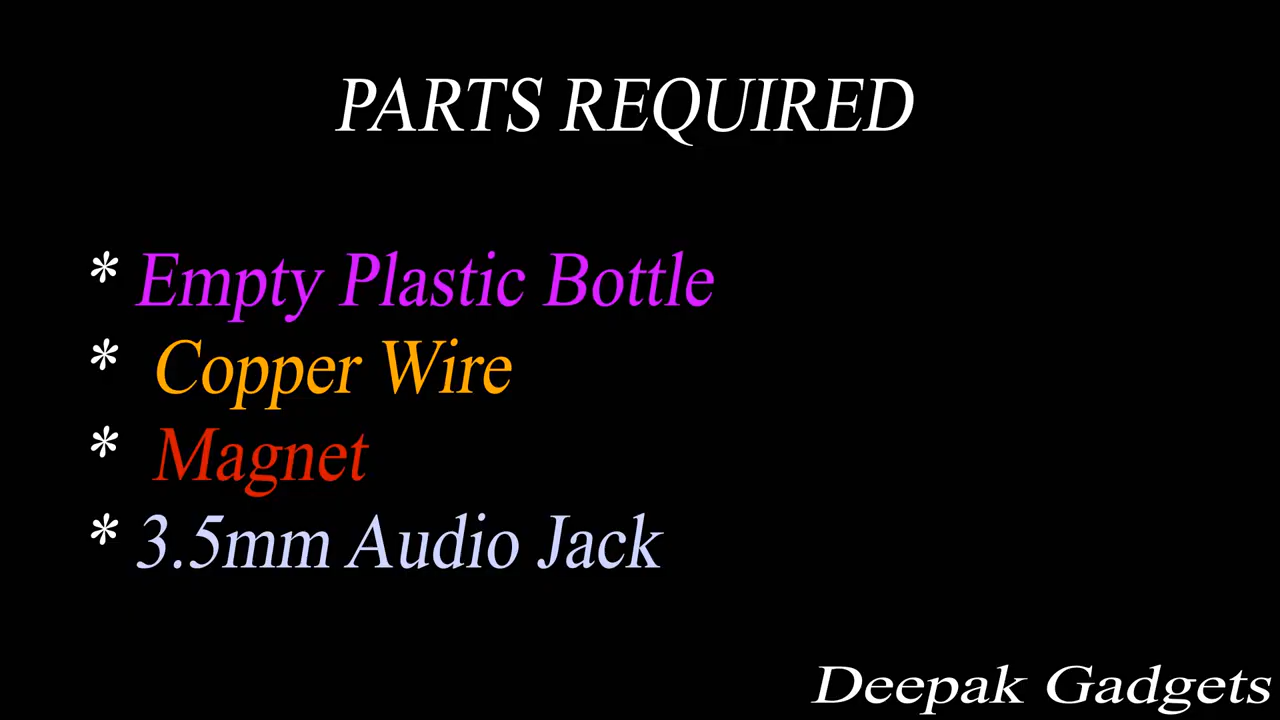 PARTS REQUIRED
* Empty Plastic Bottle
* Copper Wire
* Magnet
* 3.5mm Audio Jack
Deepak Gadgets